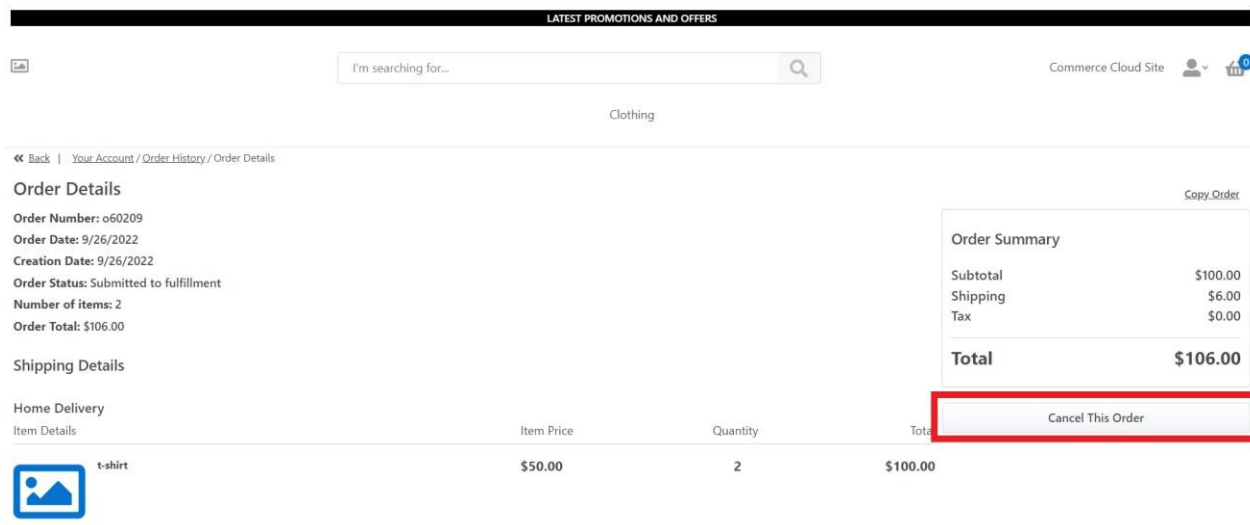 LATEST PROMOTIONS AND OFFERS
I'm searching for...
Commerce Cloud Site
0
Clothing
Back | Your Account / Order History / Order Details
Order Details
Copy Order
Order Number: o60209
Order Date: 9/26/2022
Creation Date: 9/26/2022
Order Status: Submitted to fulfillment
Number of items: 2
Order Total: $106.00
Order Summary
Subtotal $100.00
Shipping $6.00
Tax $0.00
Total $106.00
Cancel This Order
Shipping Details
Home Delivery
Item Details Item Price Quantity Tota
t-shirt $50.00 2 $100.00